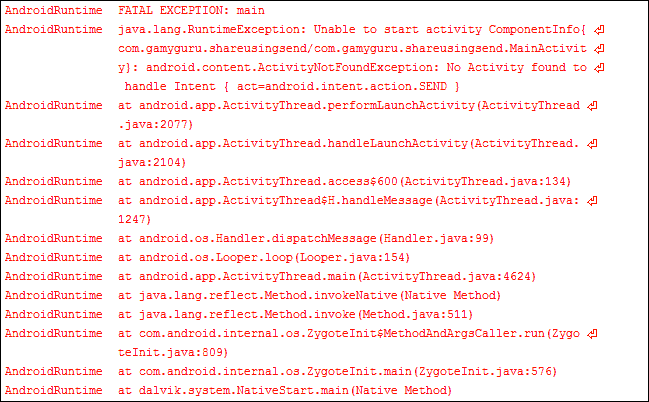 AndroidRuntime FATAL EXCEPTION: main
AndroidRuntime java.lang.RuntimeException: Unable to start activity ComponentInfo{
com.gamyguru.shareusingsend/com.gamyguru.shareusingsend.MainActivit
y}: android.content.ActivityNotFoundException: No Activity found to
handle Intent { act=android.intent.action.SEND }
AndroidRuntime at android.app.ActivityThread.performLaunchActivity(ActivityThread
.java:2077)
AndroidRuntime at android.app.ActivityThread.handleLaunchActivity(ActivityThread.
java:2104)
AndroidRuntime at android.app.ActivityThread.access$600(ActivityThread.java:134)
AndroidRuntime at android.app.ActivityThread$H.handleMessage(ActivityThread.java:
1247)
AndroidRuntime at android.os.Handler.dispatchMessage(Handler.java:99)
AndroidRuntime at android.os.Looper.loop(Looper.java:154)
AndroidRuntime at android.app.ActivityThread.main(ActivityThread.java:4624)
AndroidRuntime at java.lang.reflect.Method.invokeNative(Native Method)
AndroidRuntime at java.lang.reflect.Method.invoke(Method.java:511)
AndroidRuntime at com.android.internal.os.ZygoteInit$MethodAndArgsCaller.run(Zygo
teInit.java:809)
AndroidRuntime at com.android.internal.os.ZygoteInit.main(ZygoteInit.java:576)
AndroidRuntime at dalvik.system.NativeStart.main(Native Method)